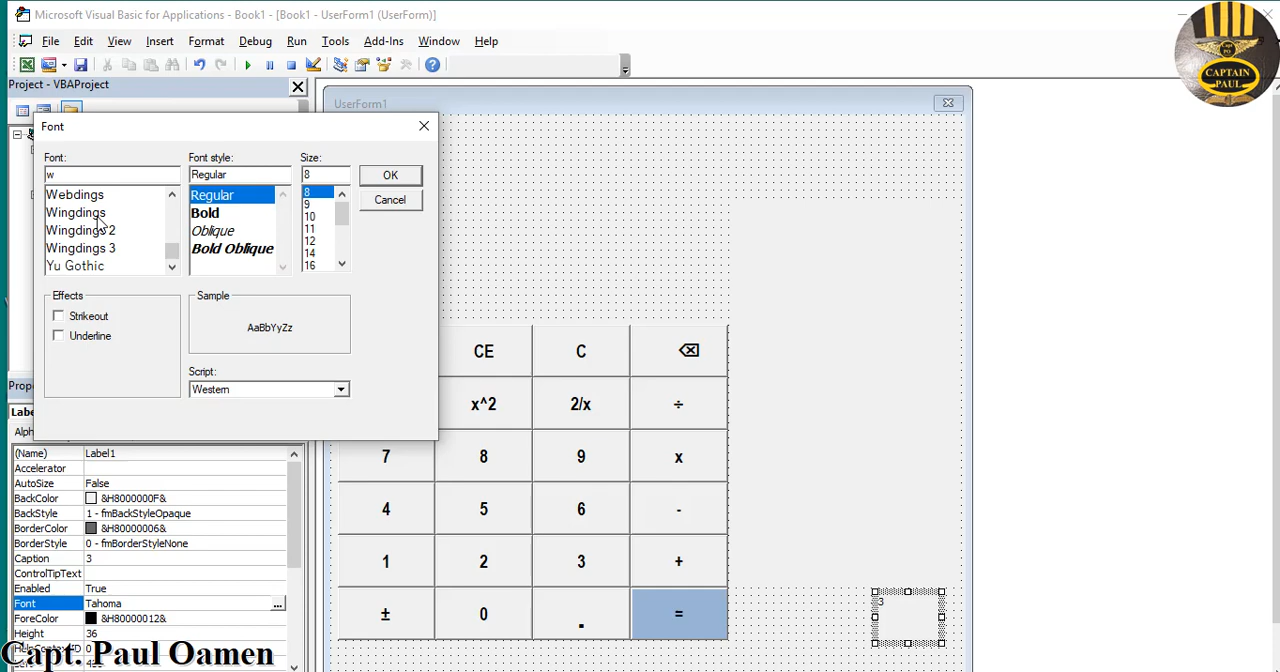 Microsoft Visual Basic for Applications - Book1 - [Book1 - UserForm1 (UserForm)]
File Edit View Insert Format Debug Run Tools Add-Ins Window Help
Project - VBAProject
UserForm1
Font
Font: Font style: Size:
w Regular 8 OK
Webdings Regular 8
Wingdings Bold 9 Cancel
Wingdings 2 Oblique 10
Wingdings 3 Bold Oblique 11
Yu Gothic 12
14
16
Effects Sample
Strikeout
Underline AaBbYyZz
Script:
Western
CE C ⌫
x^2 2/x ÷
7 8 9 x
4 5 6 -
1 2 3 +
± 0 . =
3
(Name) Label1
Accelerator
AutoSize False
BackColor &H8000000F&
BackStyle 1 - fmBackStyleOpaque
BorderColor &H80000006&
BorderStyle 0 - fmBorderStyleNone
Caption 3
ControlTipText
Enabled True
Font Tahoma ...
ForeColor &H80000012&
Height 36
Capt. Paul Oamen
CAPTAIN
PAUL